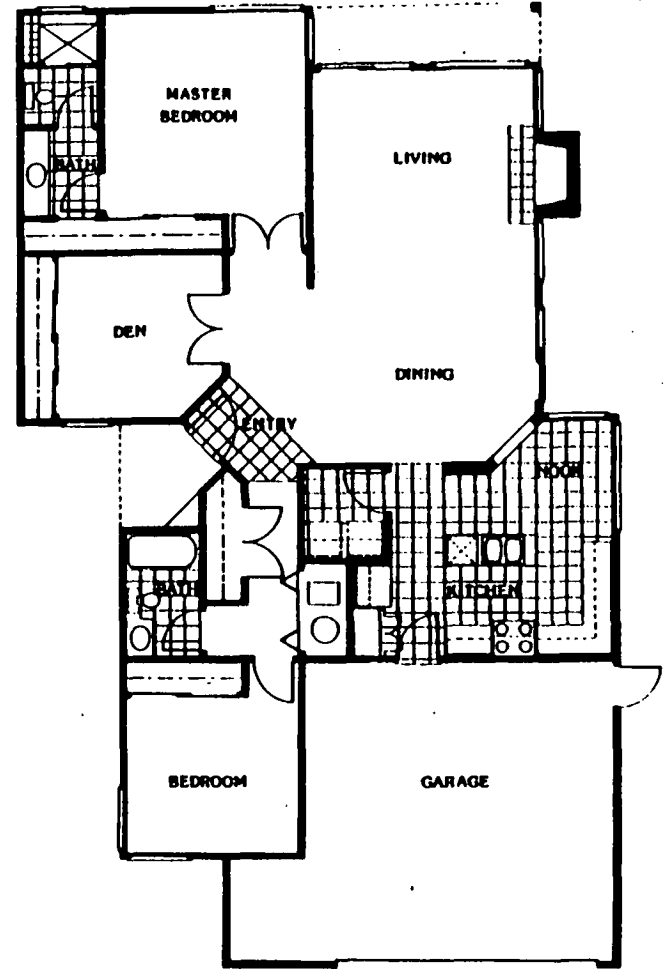 MASTER
BEDROOM
LIVING
BATH
DEN
DINING
ENTRY
NOOK
BATH
KITCHEN
BEDROOM
GARAGE